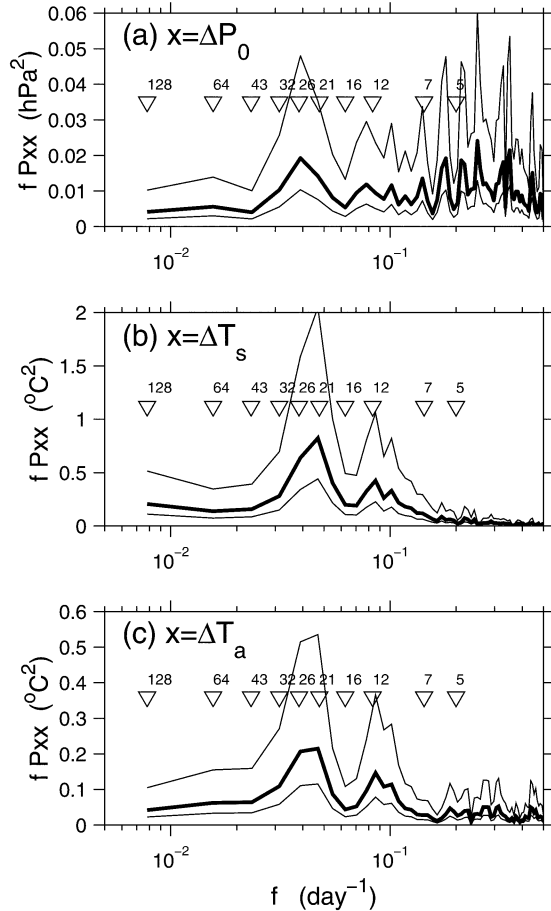 (a) x=ΔP₀
f Pxx (hPa²)
0.06
0.05
0.04
0.03
0.02
0.01
0
128 64 43 32 26 21 16 12 7 5
10⁻² 10⁻¹
(b) x=ΔTₛ
f Pxx (°C²)
2
1.5
1
0.5
0
128 64 43 32 26 21 16 12 7 5
10⁻² 10⁻¹
(c) x=ΔTₐ
f Pxx (°C²)
0.6
0.5
0.4
0.3
0.2
0.1
0
128 64 43 32 26 21 16 12 7 5
10⁻² 10⁻¹
f (day⁻¹)